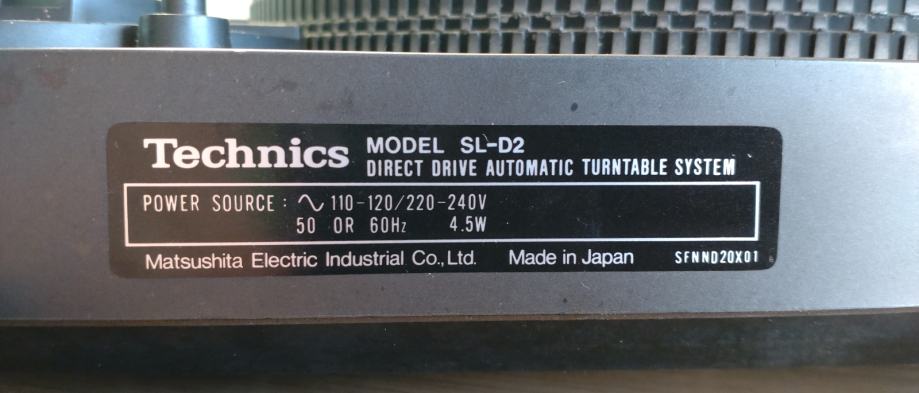 Technics MODEL SL-D2
DIRECT DRIVE AUTOMATIC TURNTABLE SYSTEM
POWER SOURCE : ∿ 110-120/220-240V
50 OR 60Hz 4.5W
Matsushita Electric Industrial Co., Ltd. Made in Japan SFNND20X01